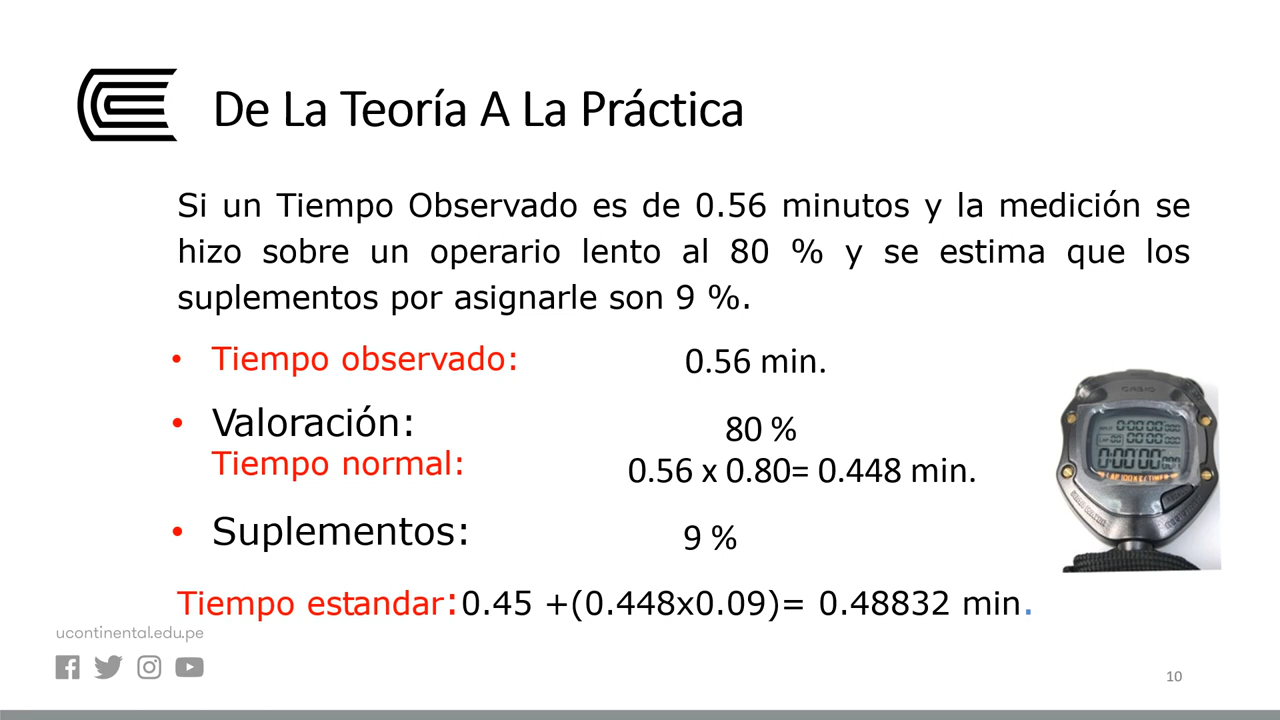 De La Teoría A La Práctica
Si un Tiempo Observado es de 0.56 minutos y la medición se
hizo sobre un operario lento al 80 % y se estima que los
suplementos por asignarle son 9 %.
• Tiempo observado: 0.56 min.
• Valoración: 80 %
Tiempo normal: 0.56 x 0.80= 0.448 min.
• Suplementos: 9 %
Tiempo estandar:0.45 +(0.448x0.09)= 0.48832 min.
CASIO
ucontinental.edu.pe
10